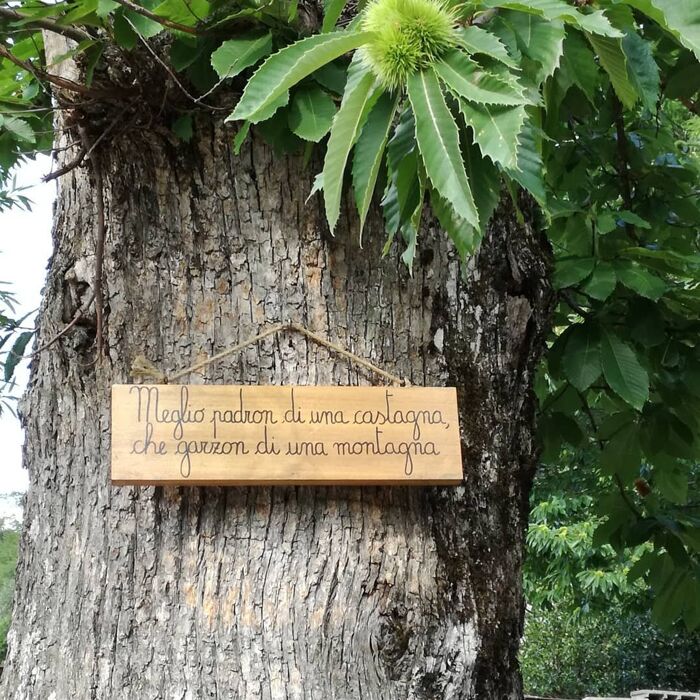 Meglio padron di una castagna,
che garzon di una montagna